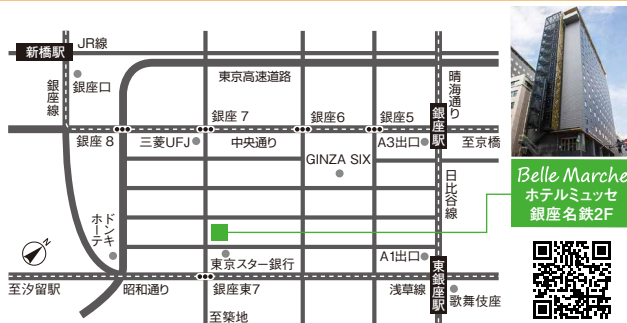 新橋駅
JR線
銀座口
銀座線
東京高速道路
晴海通り
銀座 7
銀座6
銀座5
銀座駅
銀座 8
三菱UFJ
中央通り
A3出口
至京橋
GINZA SIX
日比谷線
Belle Marche
ホテルミュッセ
銀座名鉄2F
ドンキホーテ
N
東京スター銀行
A1出口
東銀座駅
至汐留駅
昭和通り
銀座東7
浅草線
歌舞伎座
至築地